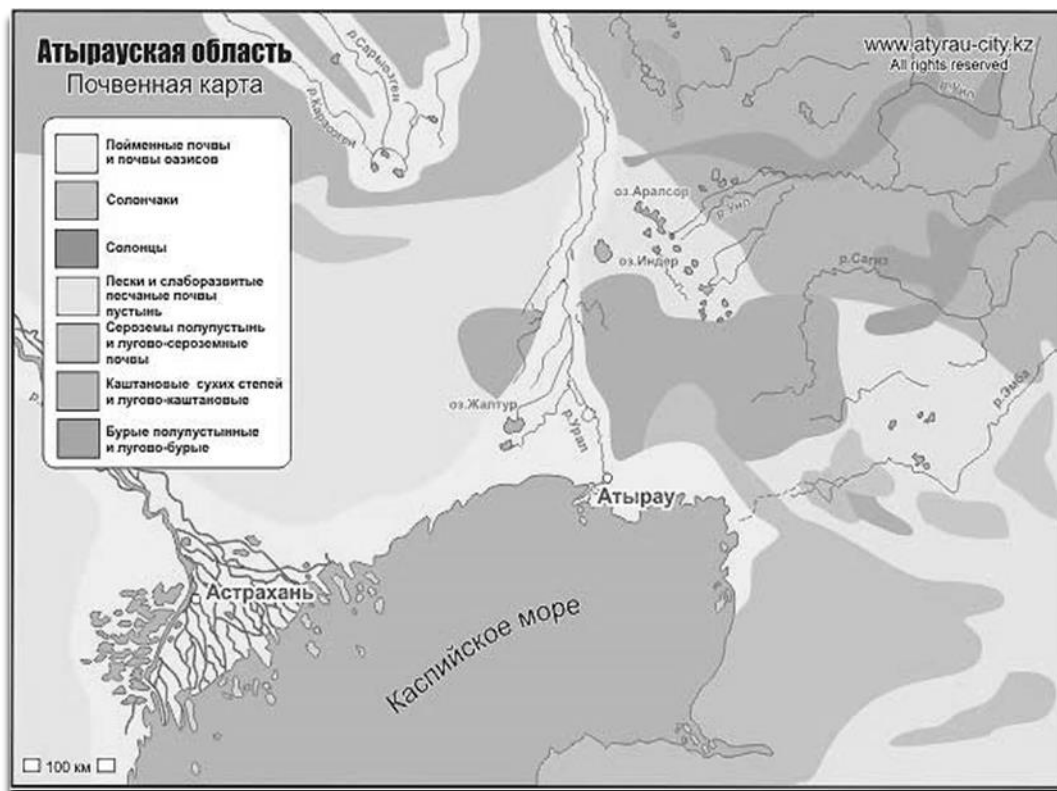 Атырауская область
Почвенная карта
www.atyrau-city.kz
All rights reserved
Пойменные почвы
и почвы оазисов
Солончаки
Солонцы
Пески и слаборазвитые
песчаные почвы
пустынь
Сероземы полупустынь
и лугово-сероземные
почвы
Каштановые сухих степей
и лугово-каштановые
Бурые полупустынные
и лугово-бурые
р.Сарыозген
р.Караозен
р.Уил
оз.Аралсор
р.Уил
оз.Индер
р.Сагиз
р.Эмба
оз.Жалтур
р.Урал
Атырау
Астрахань
Каспийское море
100 км